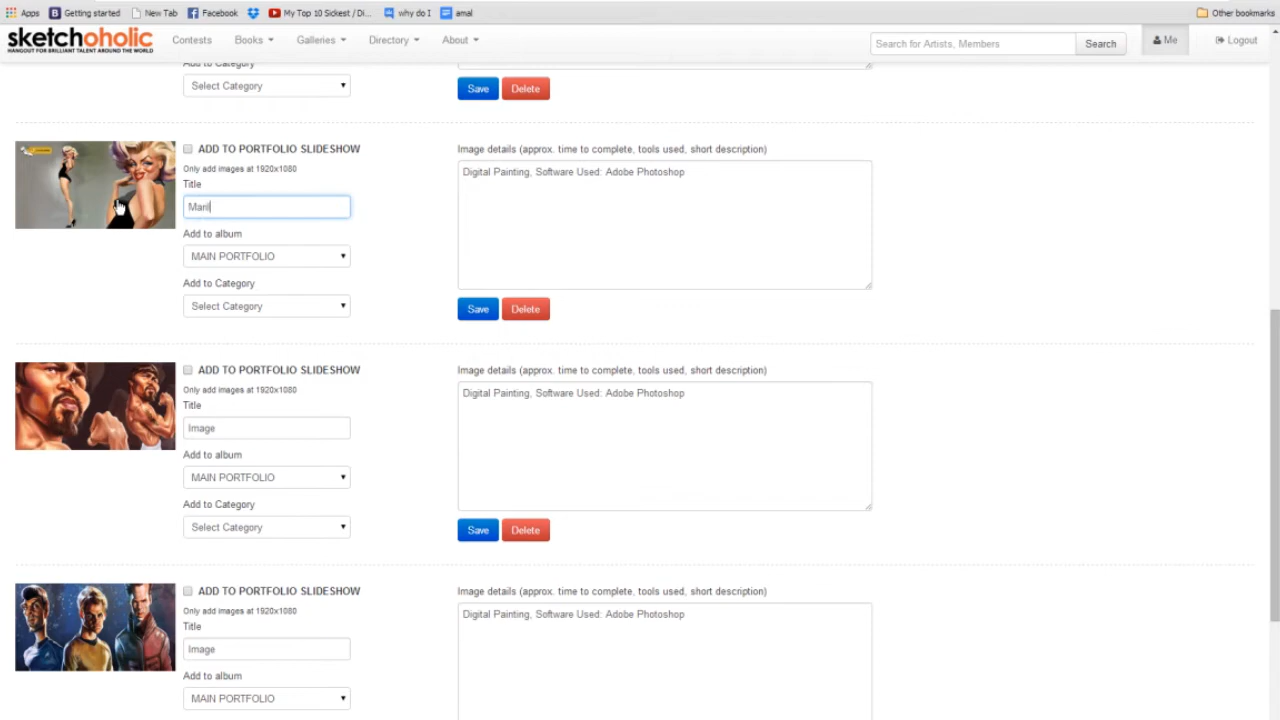 Apps Getting started New Tab Facebook My Top 10 Sickest / Di... why do I amal Other bookmarks
sketchoholic Contests Books Galleries Directory About Search for Artists, Members Search Me Logout
HANGOUT FOR BRILLIANT TALENT AROUND THE WORLD
Add to Category
Select Category
Save Delete
ADD TO PORTFOLIO SLIDESHOW
Only add images at 1920x1080
Title
Maril
Add to album
MAIN PORTFOLIO
Add to Category
Select Category
Image details (approx. time to complete, tools used, short description)
Digital Painting, Software Used: Adobe Photoshop
Save Delete
ADD TO PORTFOLIO SLIDESHOW
Only add images at 1920x1080
Title
Image
Add to album
MAIN PORTFOLIO
Add to Category
Select Category
Image details (approx. time to complete, tools used, short description)
Digital Painting, Software Used: Adobe Photoshop
Save Delete
ADD TO PORTFOLIO SLIDESHOW
Only add images at 1920x1080
Title
Image
Add to album
MAIN PORTFOLIO
Image details (approx. time to complete, tools used, short description)
Digital Painting, Software Used: Adobe Photoshop